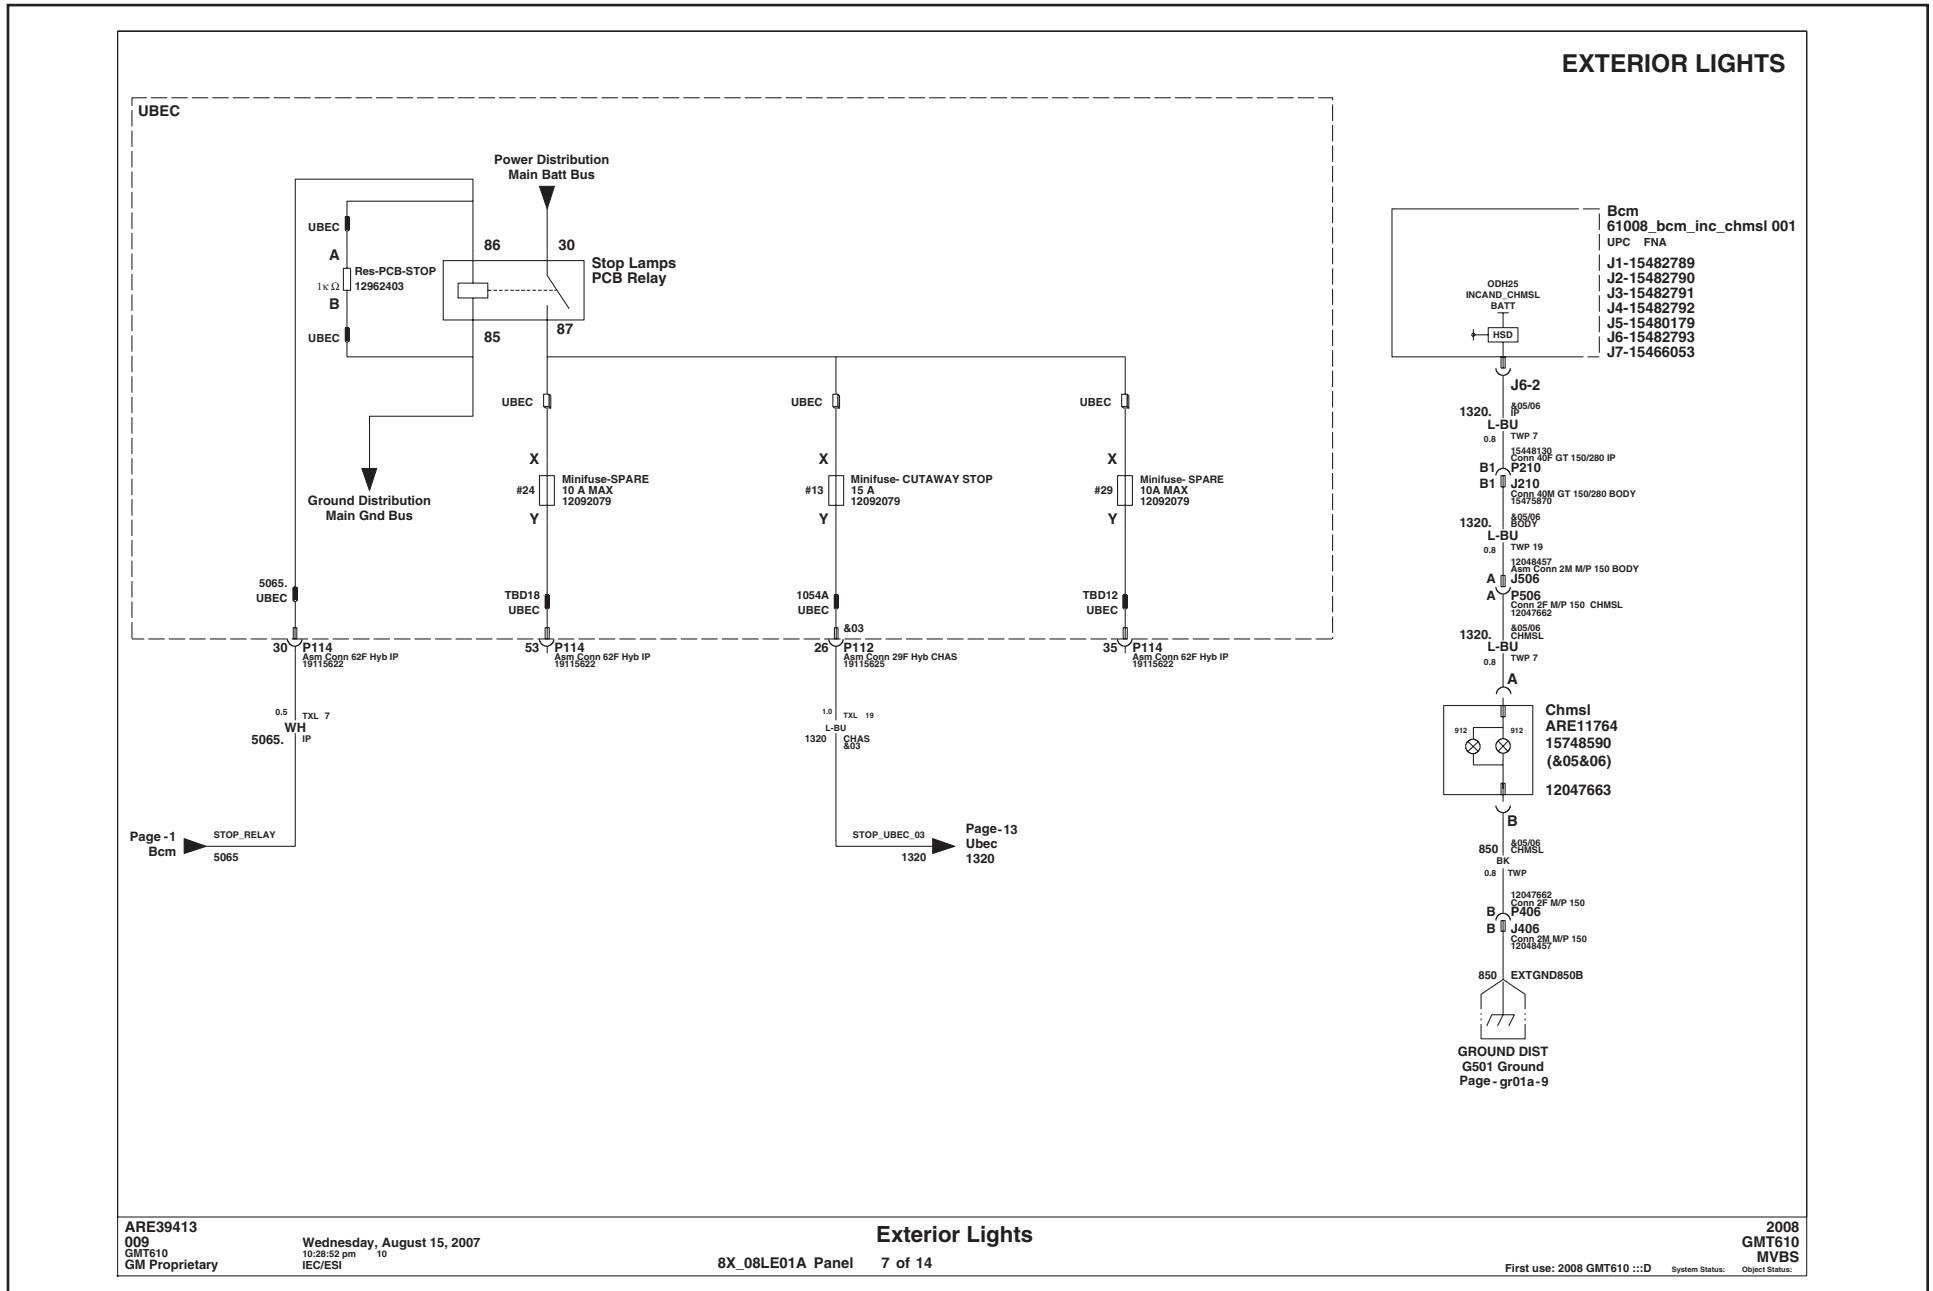 EXTERIOR LIGHTS
UBEC
Power Distribution
Main Batt Bus
UBEC
A
Res-PCB-STOP
1κΩ 12962403
B
UBEC
86
30
Stop Lamps
PCB Relay
85
87
Ground Distribution
Main Gnd Bus
UBEC
X
Minifuse-SPARE
#24 10 A MAX
12092079
Y
TBD18
UBEC
UBEC
X
Minifuse- CUTAWAY STOP
#13 15 A
12092079
Y
1054A
UBEC
&03
UBEC
X
Minifuse- SPARE
#29 10A MAX
12092079
Y
TBD12
UBEC
5065.
UBEC
30 P114
Asm Conn 62F Hyb IP
19115622
53 P114
Asm Conn 62F Hyb IP
19115622
26 P112
Asm Conn 29F Hyb CHAS
19115625
35 P114
Asm Conn 62F Hyb IP
19115622
0.5 TXL 7
WH
5065. IP
1.0 TXL 19
L-BU
1320 CHAS
&03
Page -1
Bcm
STOP_RELAY
5065
STOP_UBEC_03
1320
Page-13
Ubec
1320
Bcm
61008_bcm_inc_chmsl 001
UPC FNA
J1-15482789
J2-15482790
J3-15482791
J4-15482792
J5-15480179
J6-15482793
J7-15466053
ODH25
INCAND_CHMSL
BATT
HSD
J6-2
&05/06
1320. IP
L-BU
0.8 TWP 7
15448130
Conn 40F GT 150/280 IP
B1 P210
B1 J210
Conn 40M GT 150/280 BODY
15475870
&05/06
1320. BODY
L-BU
0.8 TWP 19
12048457
Asm Conn 2M M/P 150 BODY
A J506
A P506
Conn 2F M/P 150 CHMSL
12047662
&05/06
1320. CHMSL
L-BU
0.8 TWP 7
A
912 912
Chmsl
ARE11764
15748590
(&05&06)
12047663
B
&05/06
850 CHMSL
BK
0.8 TWP
12047662
Conn 2F M/P 150
B P406
B J406
Conn 2M M/P 150
12048457
850 EXTGND850B
GROUND DIST
G501 Ground
Page - gr01a-9
ARE39413
009
GMT610
GM Proprietary
Wednesday, August 15, 2007
10:28:52 pm 10
IEC/ESI
Exterior Lights
8X_08LE01A Panel 7 of 14
2008
GMT610
MVBS
First use: 2008 GMT610 :::D System Status: Object Status: